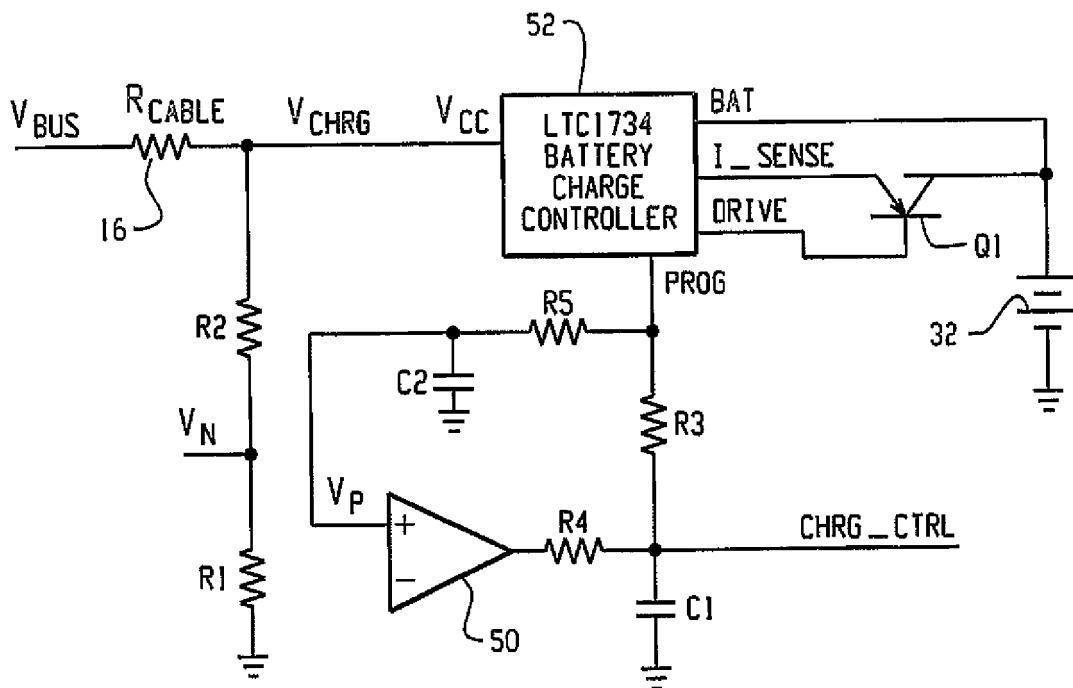 52
V_BUS
R_CABLE
V_CHRG
V_CC
LTC1734
BATTERY
CHARGE
CONTROLLER
BAT
I_SENSE
DRIVE
16
Q1
PROG
R5
R2
C2
32
R3
V_N
V_P
+
−
R4
CHRG_CTRL
R1
C1
50